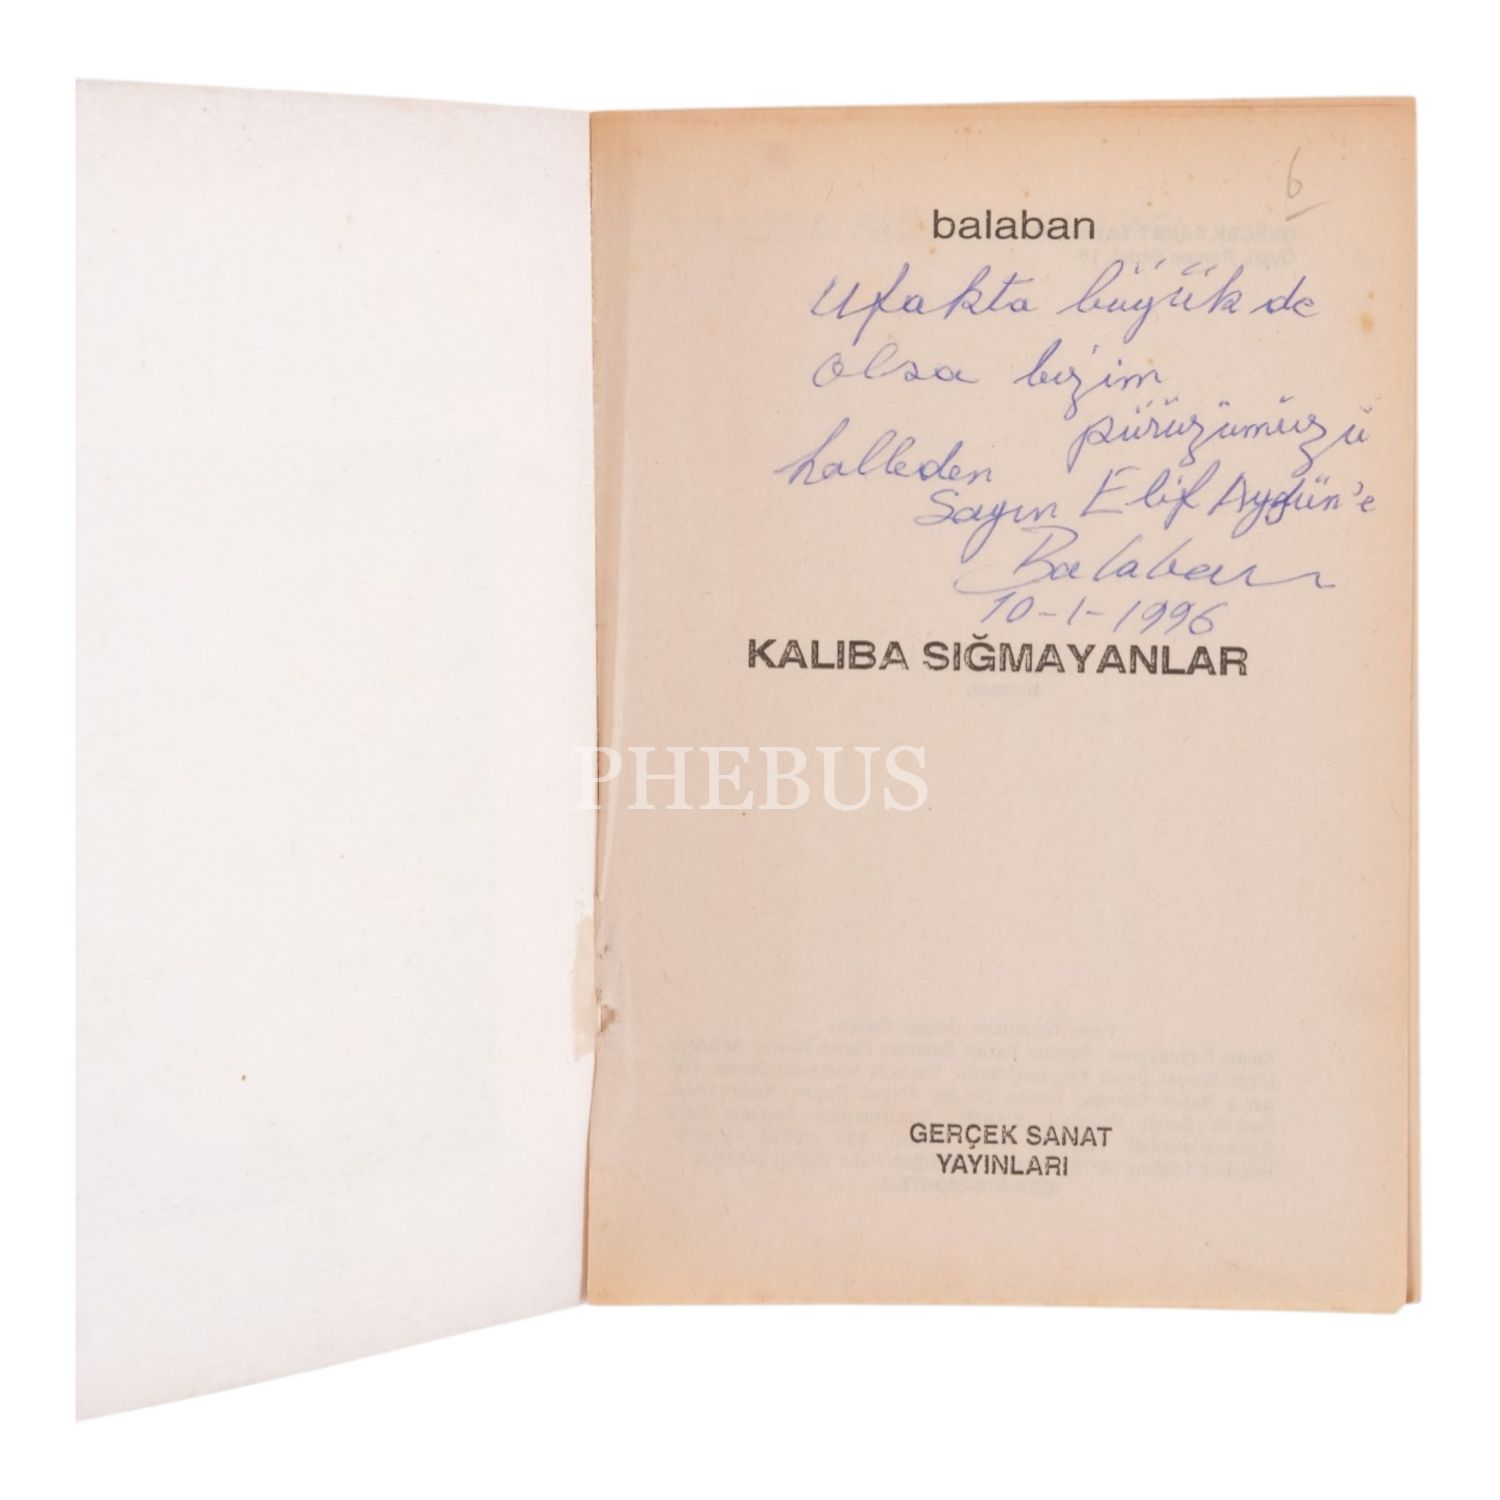 6
balaban
Ufakta büyük de
olsa bizim
pürüzümüzü
halleden
Sayın Elif Aygün'e
Balaban
10-1-1996
KALIBA SIĞMAYANLAR
PHEBUS
GERÇEK SANAT
YAYINLARI